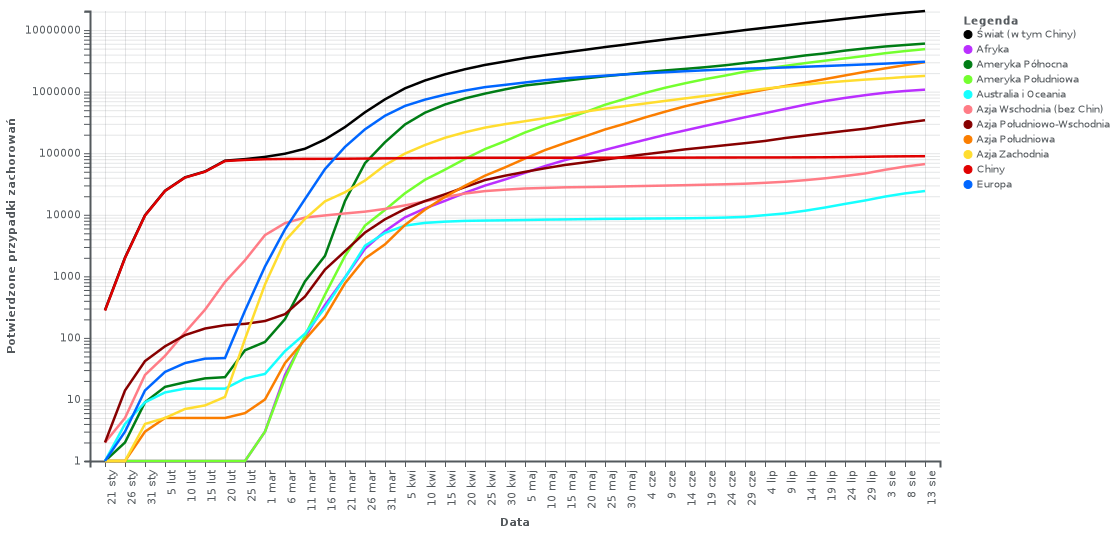 Potwierdzone przypadki zachorowań
10000000
1000000
100000
10000
1000
100
10
1
21 sty
26 sty
31 sty
5 lut
10 lut
15 lut
20 lut
25 lut
1 mar
6 mar
11 mar
16 mar
21 mar
26 mar
31 mar
5 kwi
10 kwi
15 kwi
20 kwi
25 kwi
30 kwi
5 maj
10 maj
15 maj
20 maj
25 maj
30 maj
4 cze
9 cze
14 cze
19 cze
24 cze
29 cze
4 lip
9 lip
14 lip
19 lip
24 lip
29 lip
3 sie
8 sie
13 sie
Data
Legenda
Świat (w tym Chiny)
Afryka
Ameryka Północna
Ameryka Południowa
Australia i Oceania
Azja Wschodnia (bez Chin)
Azja Południowo-Wschodnia
Azja Południowa
Azja Zachodnia
Chiny
Europa